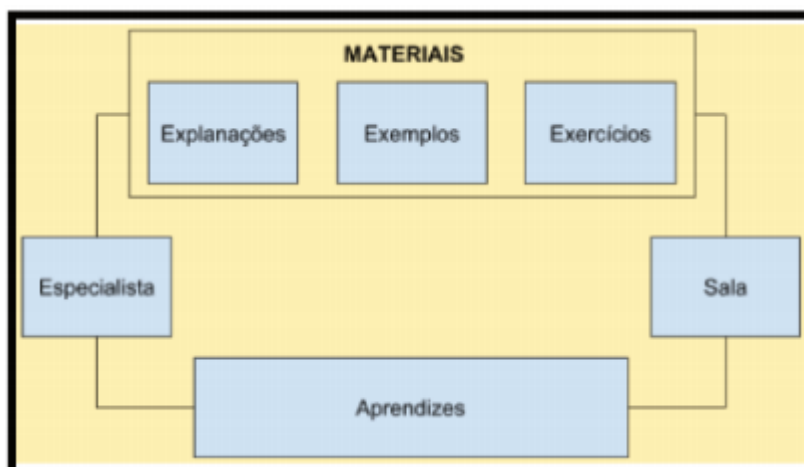 MATERIAIS
Explanações
Exemplos
Exercícios
Especialista
Sala
Aprendizes